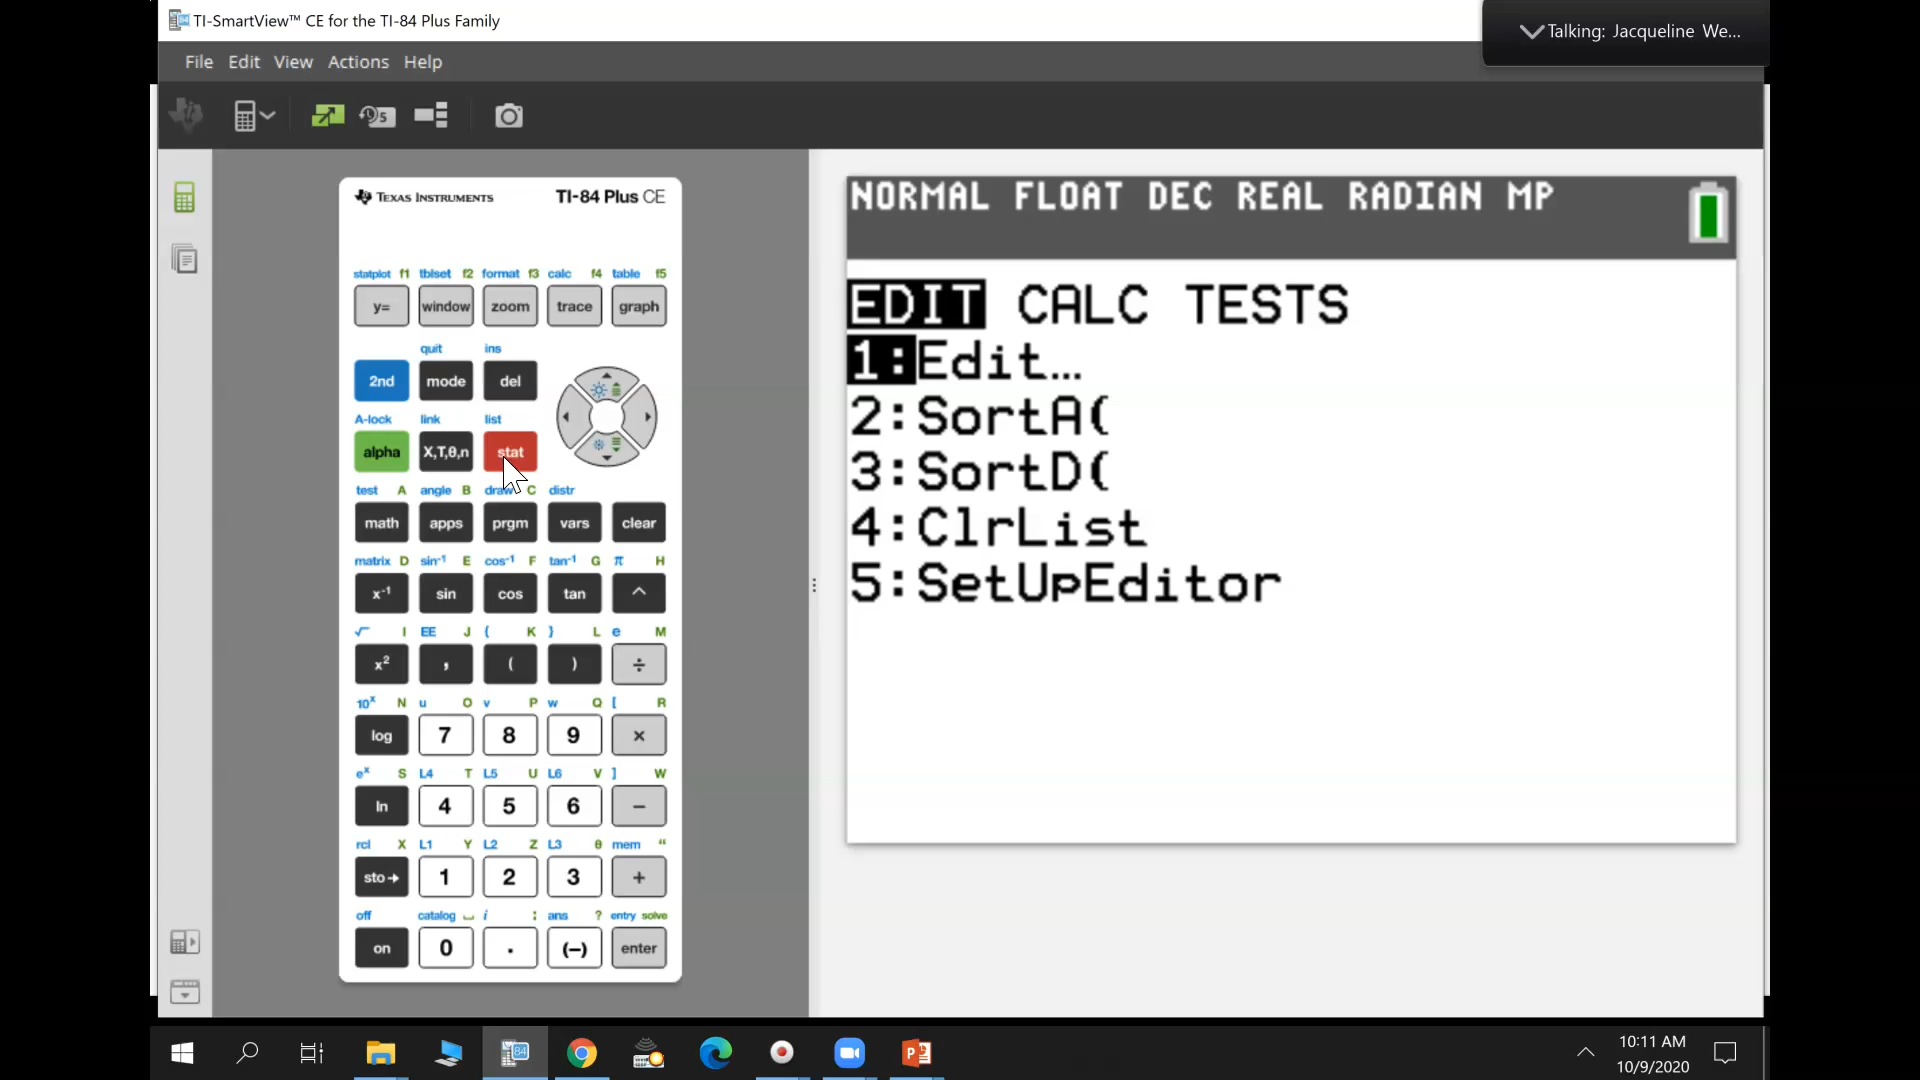 TI-SmartView™ CE for the TI-84 Plus Family
Talking: Jacqueline We...
File Edit View Actions Help
TEXAS INSTRUMENTS TI-84 Plus CE
statplot f1 tblset f2 format f3 calc f4 table f5
y= window zoom trace graph
quit ins
2nd mode del
A-lock link list
alpha X,T,θ,n stat
test A angle B draw C distr
math apps prgm vars clear
matrix D sin⁻¹ E cos⁻¹ F tan⁻¹ G π H
x⁻¹ sin cos tan ^
√ I EE J { K } L e M
x² , ( ) ÷
10ˣ N u O v P w Q [ R
log 7 8 9 ×
eˣ S L4 T L5 U L6 V ] W
ln 4 5 6 −
rcl X L1 Y L2 Z L3 θ mem "
sto→ 1 2 3 +
off catalog ⎵ i : ans ? entry solve
on 0 . (−) enter
NORMAL FLOAT DEC REAL RADIAN MP
EDIT CALC TESTS
1:Edit…
2:SortA(
3:SortD(
4:ClrList
5:SetUpEditor
10:11 AM
10/9/2020